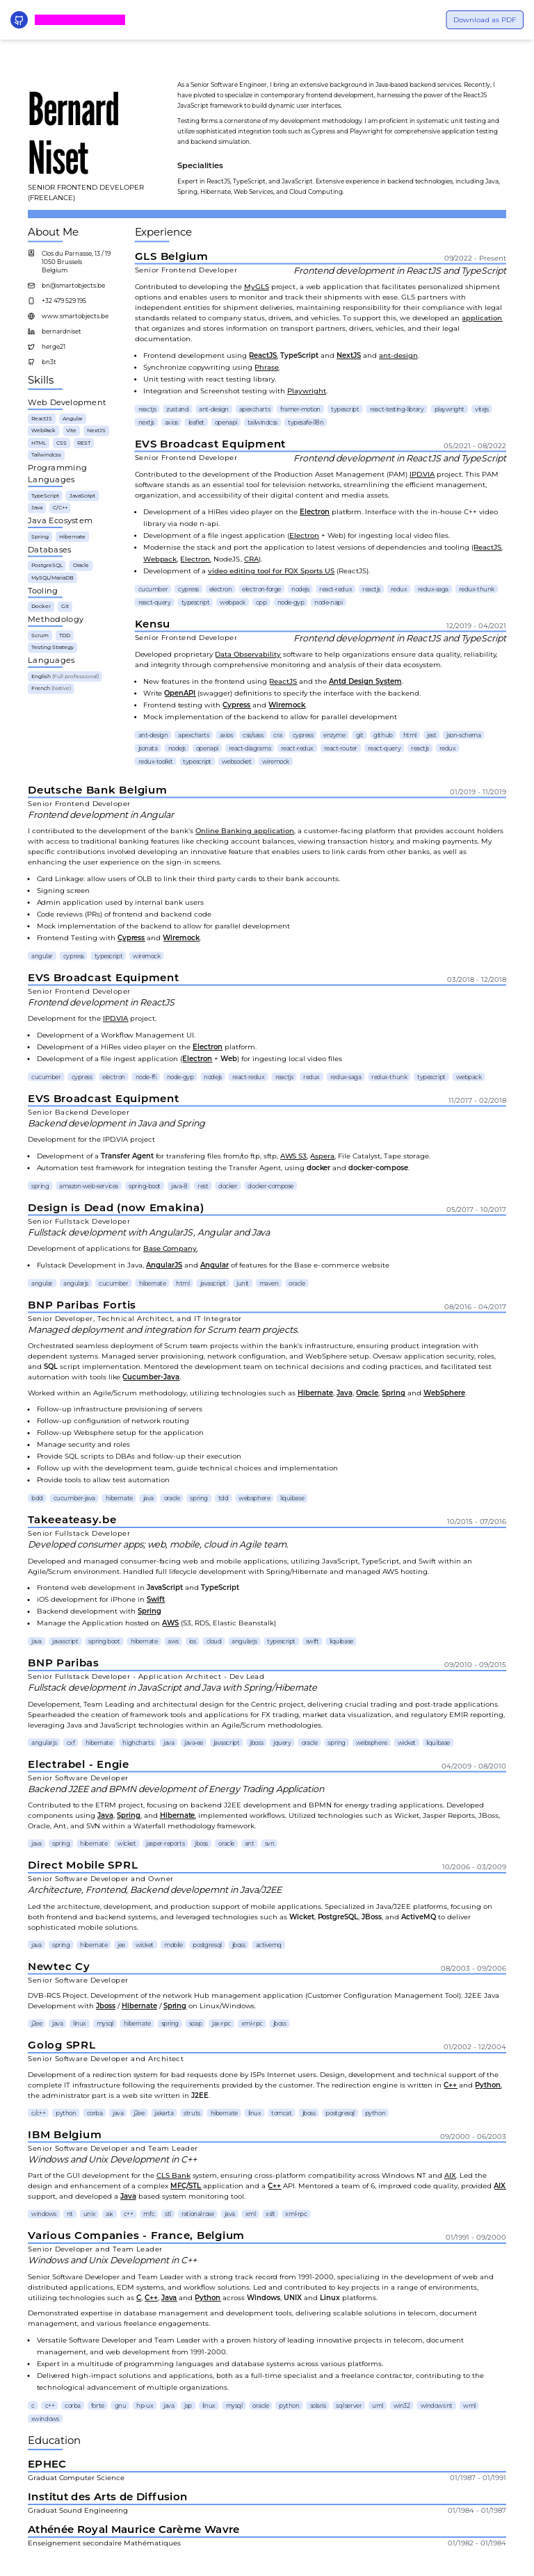 Download as PDF
Bernard
Niset
SENIOR FRONTEND DEVELOPER
(FREELANCE)
As a Senior Software Engineer, I bring an extensive background in Java-based backend services. Recently, I
have pivoted to specialize in contemporary frontend development, harnessing the power of the ReactJS
JavaScript framework to build dynamic user interfaces.
Testing forms a cornerstone of my development methodology. I am proficient in systematic unit testing and
utilize sophisticated integration tools such as Cypress and Playwright for comprehensive application testing
and backend simulation.
Specialities
Expert in ReactJS, TypeScript, and JavaScript. Extensive experience in backend technologies, including Java,
Spring, Hibernate, Web Services, and Cloud Computing.
About Me
Clos du Parnasse, 13 / 19
1050 Brussels
Belgium
bn@smartobjects.be
+32 479 529 195
www.smartobjects.be
bernardniset
herge21
bn3t
Skills
Web Development
ReactJS Angular
WebPack Vite NextJS
HTML CSS REST
Tailwindcss
Programming
Languages
TypeScript JavaScript
Java C/C++
Java Ecosystem
Spring Hibernate
Databases
PostgreSQL Oracle
MySQL/MariaDB
Tooling
Docker Git
Methodology
Scrum TDD
Testing Strategy
Languages
English (Full professional)
French (Native)
Experience
GLS Belgium 09/2022 - Present
Senior Frontend Developer Frontend development in ReactJS and TypeScript
Contributed to the development of the MyGLS project, a web application that facilitates personalized shipment
options and enables users to monitor and track their shipments with ease. GLS partners with independent
entities for shipment deliveries, maintaining responsibility for their compliance with legal
standards related to employee status, drivers, and vehicles. To support this, we developed an application
that organizes and stores information on transport partners, drivers, vehicles, and their legal
documentation.
• Frontend development using ReactJS, TypeScript and NextJS and ant-design.
• Synchronize copywriting using Phrase.
• Unit testing with react testing library.
• Integration and Screenshot testing with Playwright.
reactjs zustand ant-design apexcharts framer-motion typescript react-testing-library playwright vitejs
nextjs axios leaflet openapi tailwindcss typesafe-i18n
EVS Broadcast Equipment 05/2021 - 08/2022
Senior Frontend Developer Frontend development in ReactJS and TypeScript
Contributed to the development of the Production Asset Management (PAM) IPD.VIA project. This PAM
software stands as an essential tool for television networks, streamlining the efficient management,
organization, and accessibility of their digital content and media assets.
• Development of a HiRes video player on the Electron platform. Interface with the in-house C++ video
library via node n-api.
• Development of a file ingest application (Electron + Web) for ingesting local video files.
• Modernise the stack and port the application to latest versions of dependencies and tooling (ReactJS,
Webpack, Electron, NodeJS, CRA).
• Development of a video editing tool for FOX Sports US (ReactJS).
cucumber cypress electron electron-forge nodejs react-redux reactjs redux redux-saga redux-thunk
react-query typescript webpack cpp node-gyp node-napi
Kensu 12/2019 - 04/2021
Senior Frontend Developer Frontend development in ReactJS and TypeScript
Developed proprietary Data Observability software to help organizations ensure data quality, reliability,
and integrity through comprehensive monitoring and analysis of their data ecosystem.
• New features in the frontend using ReactJS and the Antd Design System.
• Write OpenAPI (swagger) definitions to specify the interface with the backend.
• Frontend testing with Cypress and Wiremock.
• Mock implementation of the backend to allow for parallel development
ant-design apexcharts axios css/sass cra cypress enzyme git github html jest json-schema
jsonata nodejs openapi react-diagrams react-redux react-router react-query reactjs redux
redux-toolkit typescript websocket wiremock
Deutsche Bank Belgium 01/2019 - 11/2019
Senior Frontend Developer
Frontend development in Angular
I contributed to the development of the bank's Online Banking application, a customer-facing platform that provides account holders
with access to traditional banking features like checking account balances, viewing transaction history, and making payments. My
specific contributions involved developing an innovative feature that enables users to link cards from other banks, as well as
enhancing the user experience on the sign-in screens.
• Card Linkage: allow users of OLB to link their third party cards to their bank accounts.
• Signing screen
• Admin application used by internal bank users
• Code reviews (PRs) of frontend and backend code
• Mock implementation of the backend to allow for parallel development
• Frontend Testing with Cypress and Wiremock.
angular cypress typescript wiremock
EVS Broadcast Equipment 03/2018 - 12/2018
Senior Frontend Developer
Frontend development in ReactJS
Development for the IPD.VIA project.
• Development of a Workflow Management UI.
• Development of a HiRes video player on the Electron platform.
• Development of a file ingest application (Electron + Web) for ingesting local video files
cucumber cypress electron node-ffi node-gyp nodejs react-redux reactjs redux redux-saga redux-thunk typescript webpack
EVS Broadcast Equipment 11/2017 - 02/2018
Senior Backend Developer
Backend development in Java and Spring
Development for the IPD.VIA project
• Development of a Transfer Agent for transfering files from/to ftp, sftp, AWS S3, Aspera, File Catalyst, Tape storage.
• Automation test framework for integration testing the Transfer Agent, using docker and docker-compose.
spring amazon-web-services spring-boot java-8 rest docker docker-compose
Design is Dead (now Emakina) 05/2017 - 10/2017
Senior Fullstack Developer
Fullstack development with AngularJS, Angular and Java
Development of applications for Base Company.
• Fulstack Development in Java, AngularJS and Angular of features for the Base e-commerce website
angular angularjs cucumber hibernate html javascript junit maven oracle
BNP Paribas Fortis 08/2016 - 04/2017
Senior Developer, Technical Architect, and IT Integrator
Managed deployment and integration for Scrum team projects.
Orchestrated seamless deployment of Scrum team projects within the bank's infrastructure, ensuring product integration with
dependent systems. Managed server provisioning, network configuration, and WebSphere setup. Oversaw application security, roles,
and SQL script implementation. Mentored the development team on technical decisions and coding practices, and facilitated test
automation with tools like Cucumber-Java.
Worked within an Agile/Scrum methodology, utilizing technologies such as Hibernate, Java, Oracle, Spring and WebSphere.
• Follow-up infrastructure provisioning of servers
• Follow-up configuration of network routing
• Follow-up Websphere setup for the application
• Manage security and roles
• Provide SQL scripts to DBAs and follow-up their execution
• Follow up with the development team, guide technical choices and implementation
• Provide tools to allow test automation
bdd cucumber-java hibernate java oracle spring tdd websphere liquibase
Takeeateasy.be 10/2015 - 07/2016
Senior Fullstack Developer
Developed consumer apps; web, mobile, cloud in Agile team.
Developed and managed consumer-facing web and mobile applications, utilizing JavaScript, TypeScript, and Swift within an
Agile/Scrum environment. Handled full lifecycle development with Spring/Hibernate and managed AWS hosting.
• Frontend web development in JavaScript and TypeScript
• iOS development for iPhone in Swift
• Backend development with Spring
• Manage the Application hosted on AWS (S3, RDS, Elastic Beanstalk)
java javascript spring boot hibernate aws ios cloud angularjs typescript swift liquibase
BNP Paribas 09/2010 - 09/2015
Senior Fullstack Developer - Application Architect - Dev Lead
Fullstack development in JavaScript and Java with Spring/Hibernate
Developement, Team Leading and architectural design for the Centric project, delivering crucial trading and post-trade applications.
Spearheaded the creation of framework tools and applications for FX trading, market data visualization, and regulatory EMIR reporting,
leveraging Java and JavaScript technologies within an Agile/Scrum methodologies.
angularjs cxf hibernate highcharts java java-ee javascript jboss jquery oracle spring websphere wicket liquibase
Electrabel - Engie 04/2009 - 08/2010
Senior Software Developer
Backend J2EE and BPMN development of Energy Trading Application
Contributed to the ETRM project, focusing on backend J2EE development and BPMN for energy trading applications. Developed
components using Java, Spring, and Hibernate, implemented workflows. Utilized technologies such as Wicket, Jasper Reports, JBoss,
Oracle, Ant, and SVN within a Waterfall methodology framework.
java spring hibernate wicket jasper-reports jboss oracle ant svn
Direct Mobile SPRL 10/2006 - 03/2009
Senior Software Developer and Owner
Architecture, Frontend, Backend developemnt in Java/J2EE
Led the architecture, development, and production support of mobile applications. Specialized in Java/J2EE platforms, focusing on
both frontend and backend systems, and leveraged technologies such as Wicket, PostgreSQL, JBoss, and ActiveMQ to deliver
sophisticated mobile solutions.
java spring hibernate jee wicket mobile postgresql jboss activemq
Newtec Cy 08/2003 - 09/2006
Senior Software Developer
DVB-RCS Project. Development of the network Hub management application (Customer Configuration Management Tool). J2EE Java
Development with Jboss / Hibernate / Spring on Linux/Windows.
j2ee java linux mysql hibernate spring soap jax-rpc xml-rpc jboss
Golog SPRL 01/2002 - 12/2004
Senior Software Developer and Architect
Development of a redirection system for bad requests done by ISPs Internet users. Design, development and technical support of the
complete IT infrastructure following the requirements provided by the customer. The redirection engine is written in C++ and Python,
the administrator part is a web site written in J2EE.
c/c++ python corba java j2ee jakarta struts hibernate linux tomcat jboss postgresql python
IBM Belgium 09/2000 - 06/2003
Senior Software Developer and Team Leader
Windows and Unix Development in C++
Part of the GUI development for the CLS Bank system, ensuring cross-platform compatibility across Windows NT and AIX. Led the
design and enhancement of a complex MFC/STL application and a C++ API. Mentored a team of 6, improved code quality, provided AIX
support, and developed a Java based system monitoring tool.
windows nt unix aix c++ mfc stl rational rose java xml xslt xml-rpc
Various Companies - France, Belgium 01/1991 - 09/2000
Senior Developer and Team Leader
Windows and Unix Development in C++
Senior Software Developer and Team Leader with a strong track record from 1991-2000, specializing in the development of web and
distributed applications, EDM systems, and workflow solutions. Led and contributed to key projects in a range of environments,
utilizing technologies such as C, C++, Java and Python across Windows, UNIX and Linux platforms.
Demonstrated expertise in database management and development tools, delivering scalable solutions in telecom, document
management, and various freelance engagements.
• Versatile Software Developer and Team Leader with a proven history of leading innovative projects in telecom, document
management, and web development from 1991-2000.
• Expert in a multitude of programming languages and database systems across various platforms.
• Delivered high-impact solutions and applications, both as a full-time specialist and a freelance contractor, contributing to the
technological advancement of multiple organizations.
c c++ corba forte gnu hp-ux java jsp linux mysql oracle python solaris sql server uml win32 windows nt wml
xwindows
Education
EPHEC 01/1987 - 01/1991
Graduat Computer Science
Institut des Arts de Diffusion
Graduat Sound Engineering 01/1984 - 01/1987
Athénée Royal Maurice Carème Wavre
Enseignement secondaire Mathématiques 01/1982 - 01/1984